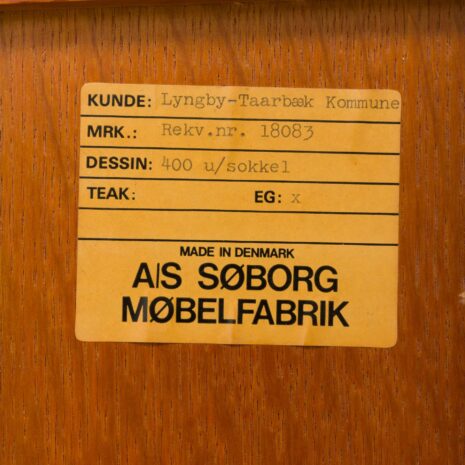 KUNDE: Lyngby-Taarbæk Kommune
MRK.: Rekv.nr. 18083
DESSIN: 400 u/sokkel
TEAK: EG: x
MADE IN DENMARK
A/S SØBORG
MØBELFABRIK